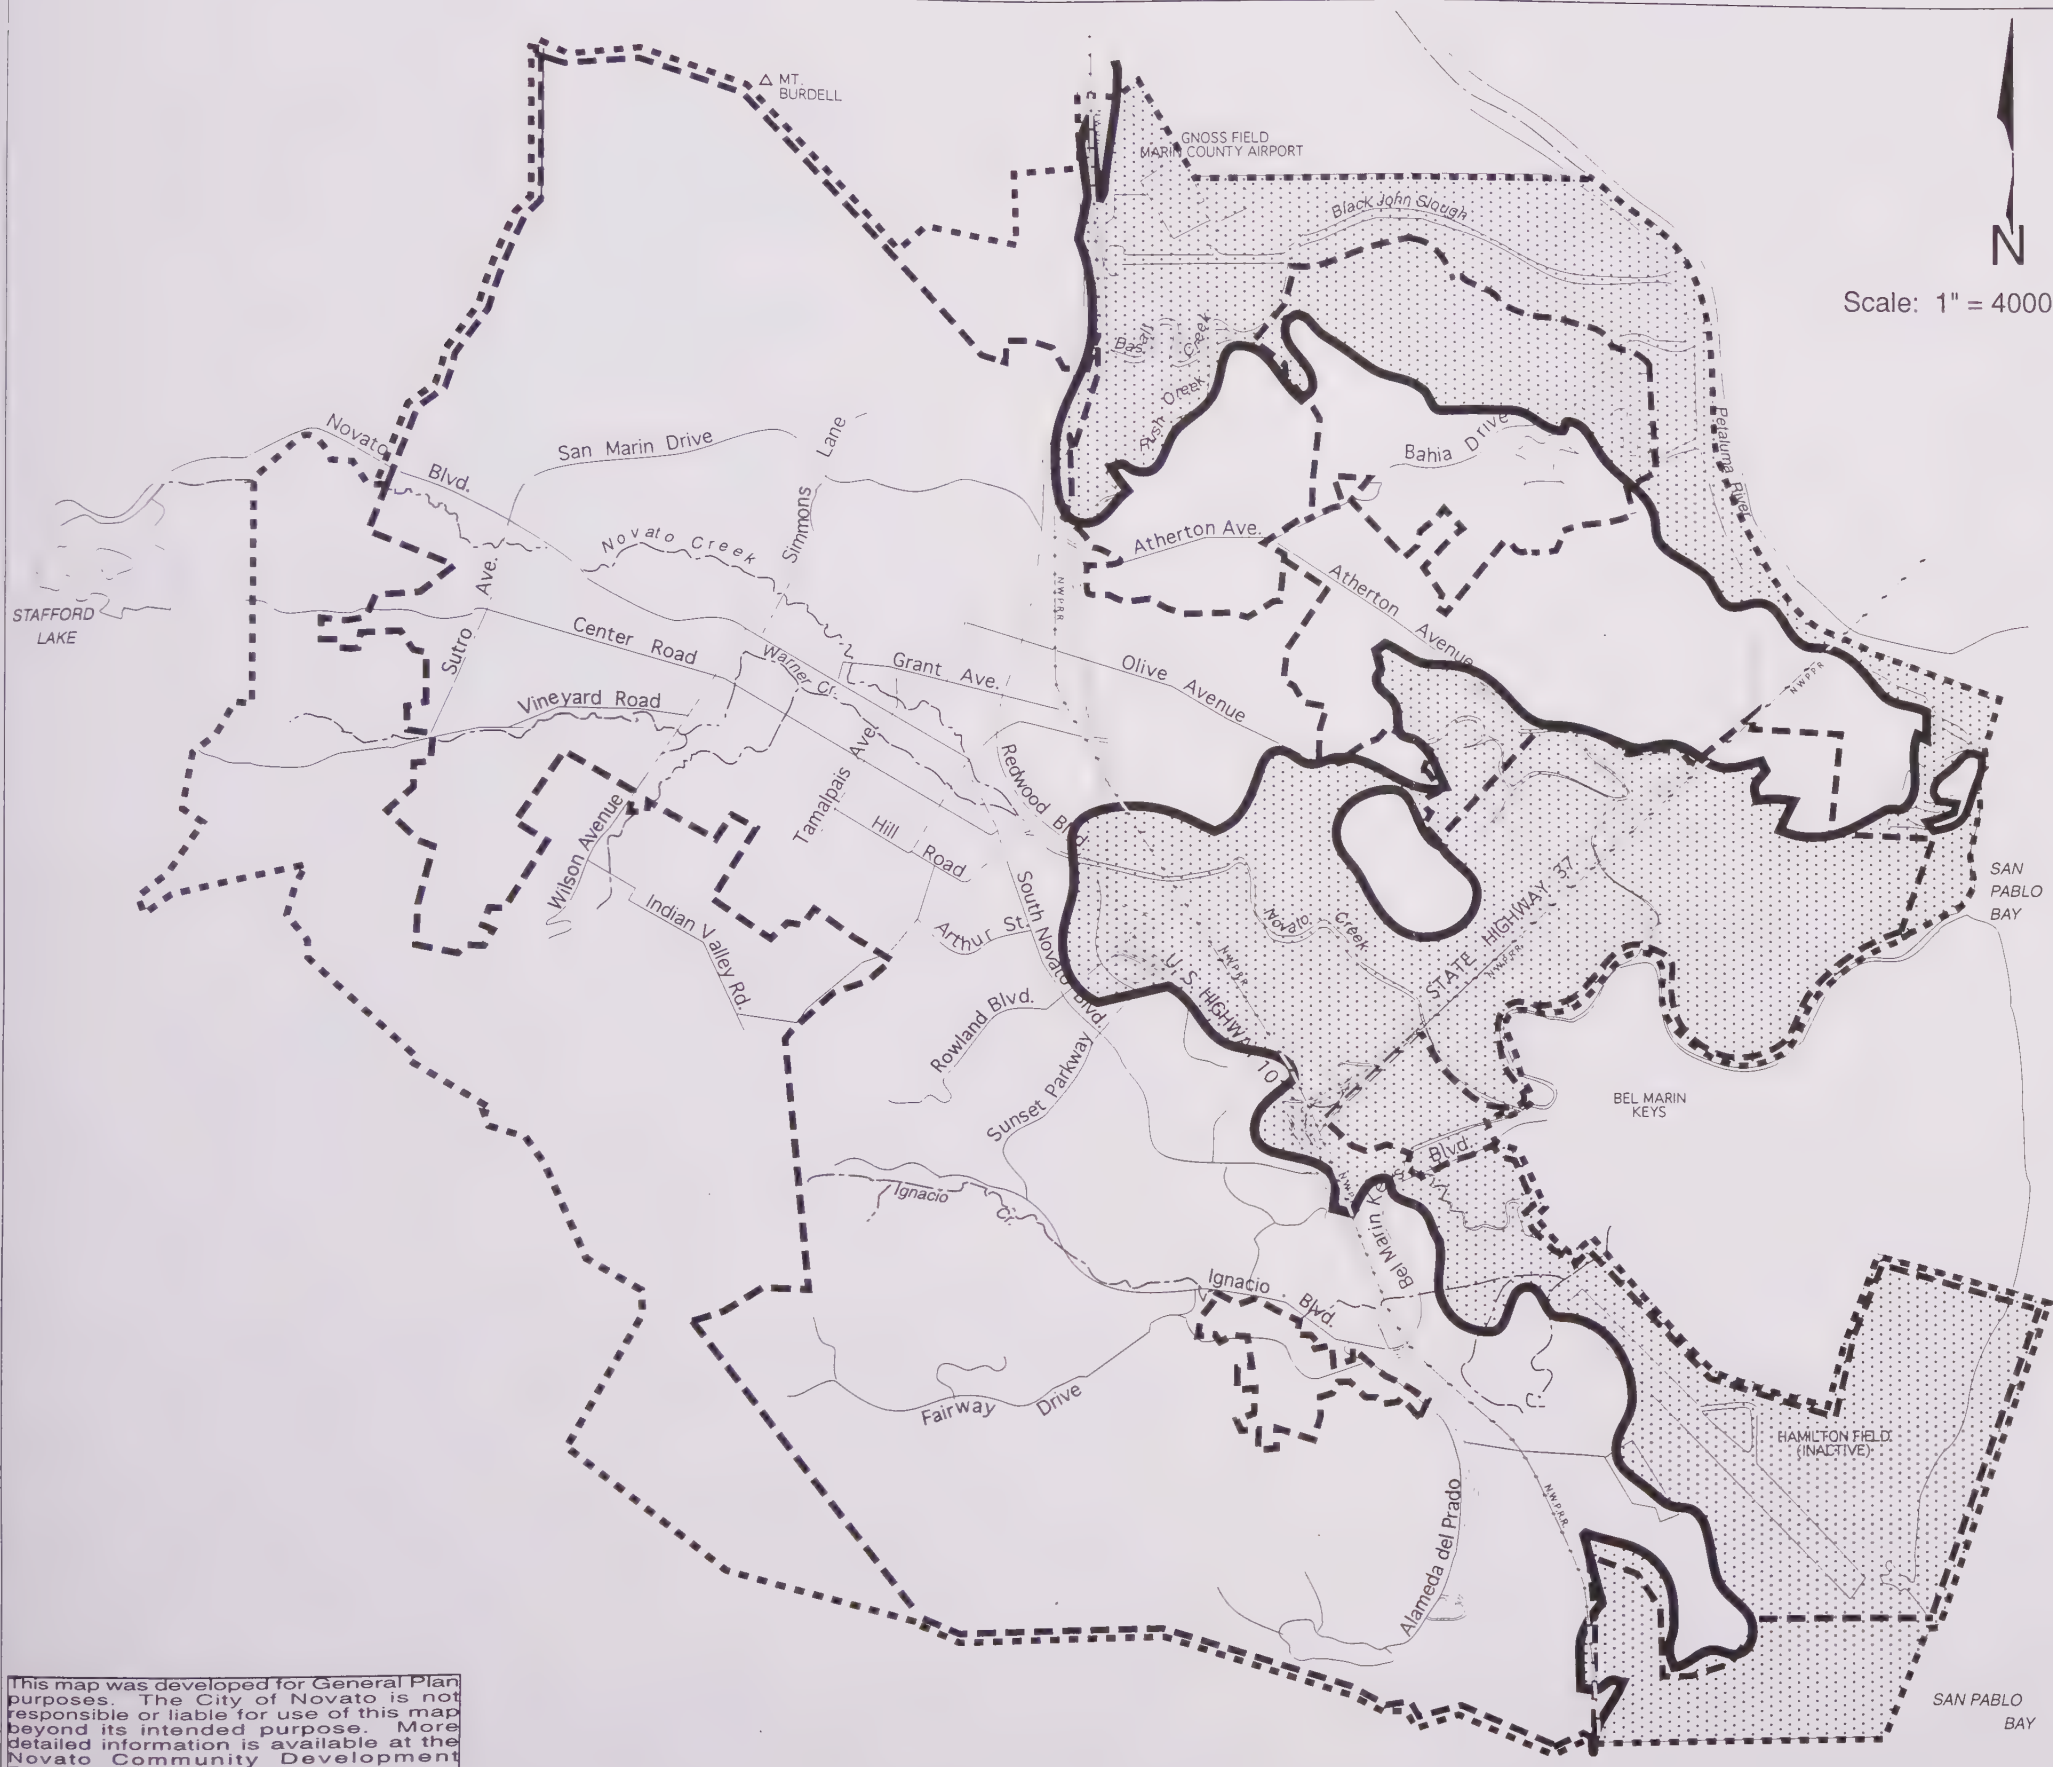 MT.
BURDELL
GNOSS FIELD
MARIN COUNTY AIRPORT
Black John Slough
N
Scale: 1" = 4000
Basalt
Creek
Rush Creek
Petaluma River
Novato
Blvd.
San Marin Drive
Simmons
Lane
Bahia Drive
Novato Creek
Atherton Ave.
Atherton
Avenue
N.W.P.R.R.
STAFFORD
LAKE
Sutro
Ave.
Center Road
Warner Cr.
Grant Ave.
Olive Avenue
Vineyard Road
N.W.P.R.R.
Redwood Blvd.
Tamalpais Ave.
Wilson Avenue
Hill
Road
Indian Valley Rd.
Arthur St.
South Novato Blvd.
Novato
Creek
STATE HIGHWAY 37
N.W.P.R.R.
N.W.P.R.R.
U.S. HIGHWAY 10
SAN
PABLO
BAY
Rowland Blvd.
Sunset Parkway
BEL MARIN
KEYS
Bel Marin Keys
Blvd.
Ignacio
Cr.
Ignacio
Blvd.
Fairway
Drive
C.
HAMILTON FIELD
(INACTIVE)
N.W.P.R.R.
Alameda del Prado
SAN PABLO
BAY
This map was developed for General Plan
purposes. The City of Novato is not
responsible or liable for use of this map
beyond its intended purpose. More
detailed information is available at the
Novato Community Development